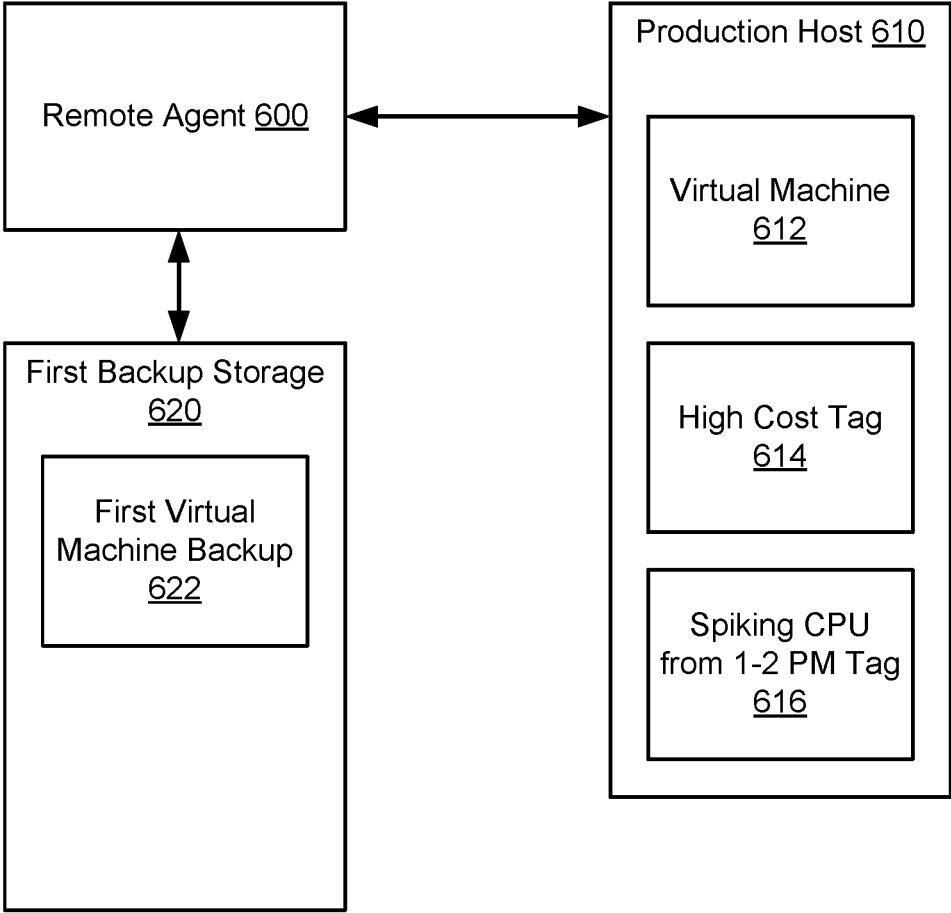 Remote Agent 600
Production Host 610
Virtual Machine
612
High Cost Tag
614
Spiking CPU
from 1-2 PM Tag
616
First Backup Storage
620
First Virtual
Machine Backup
622